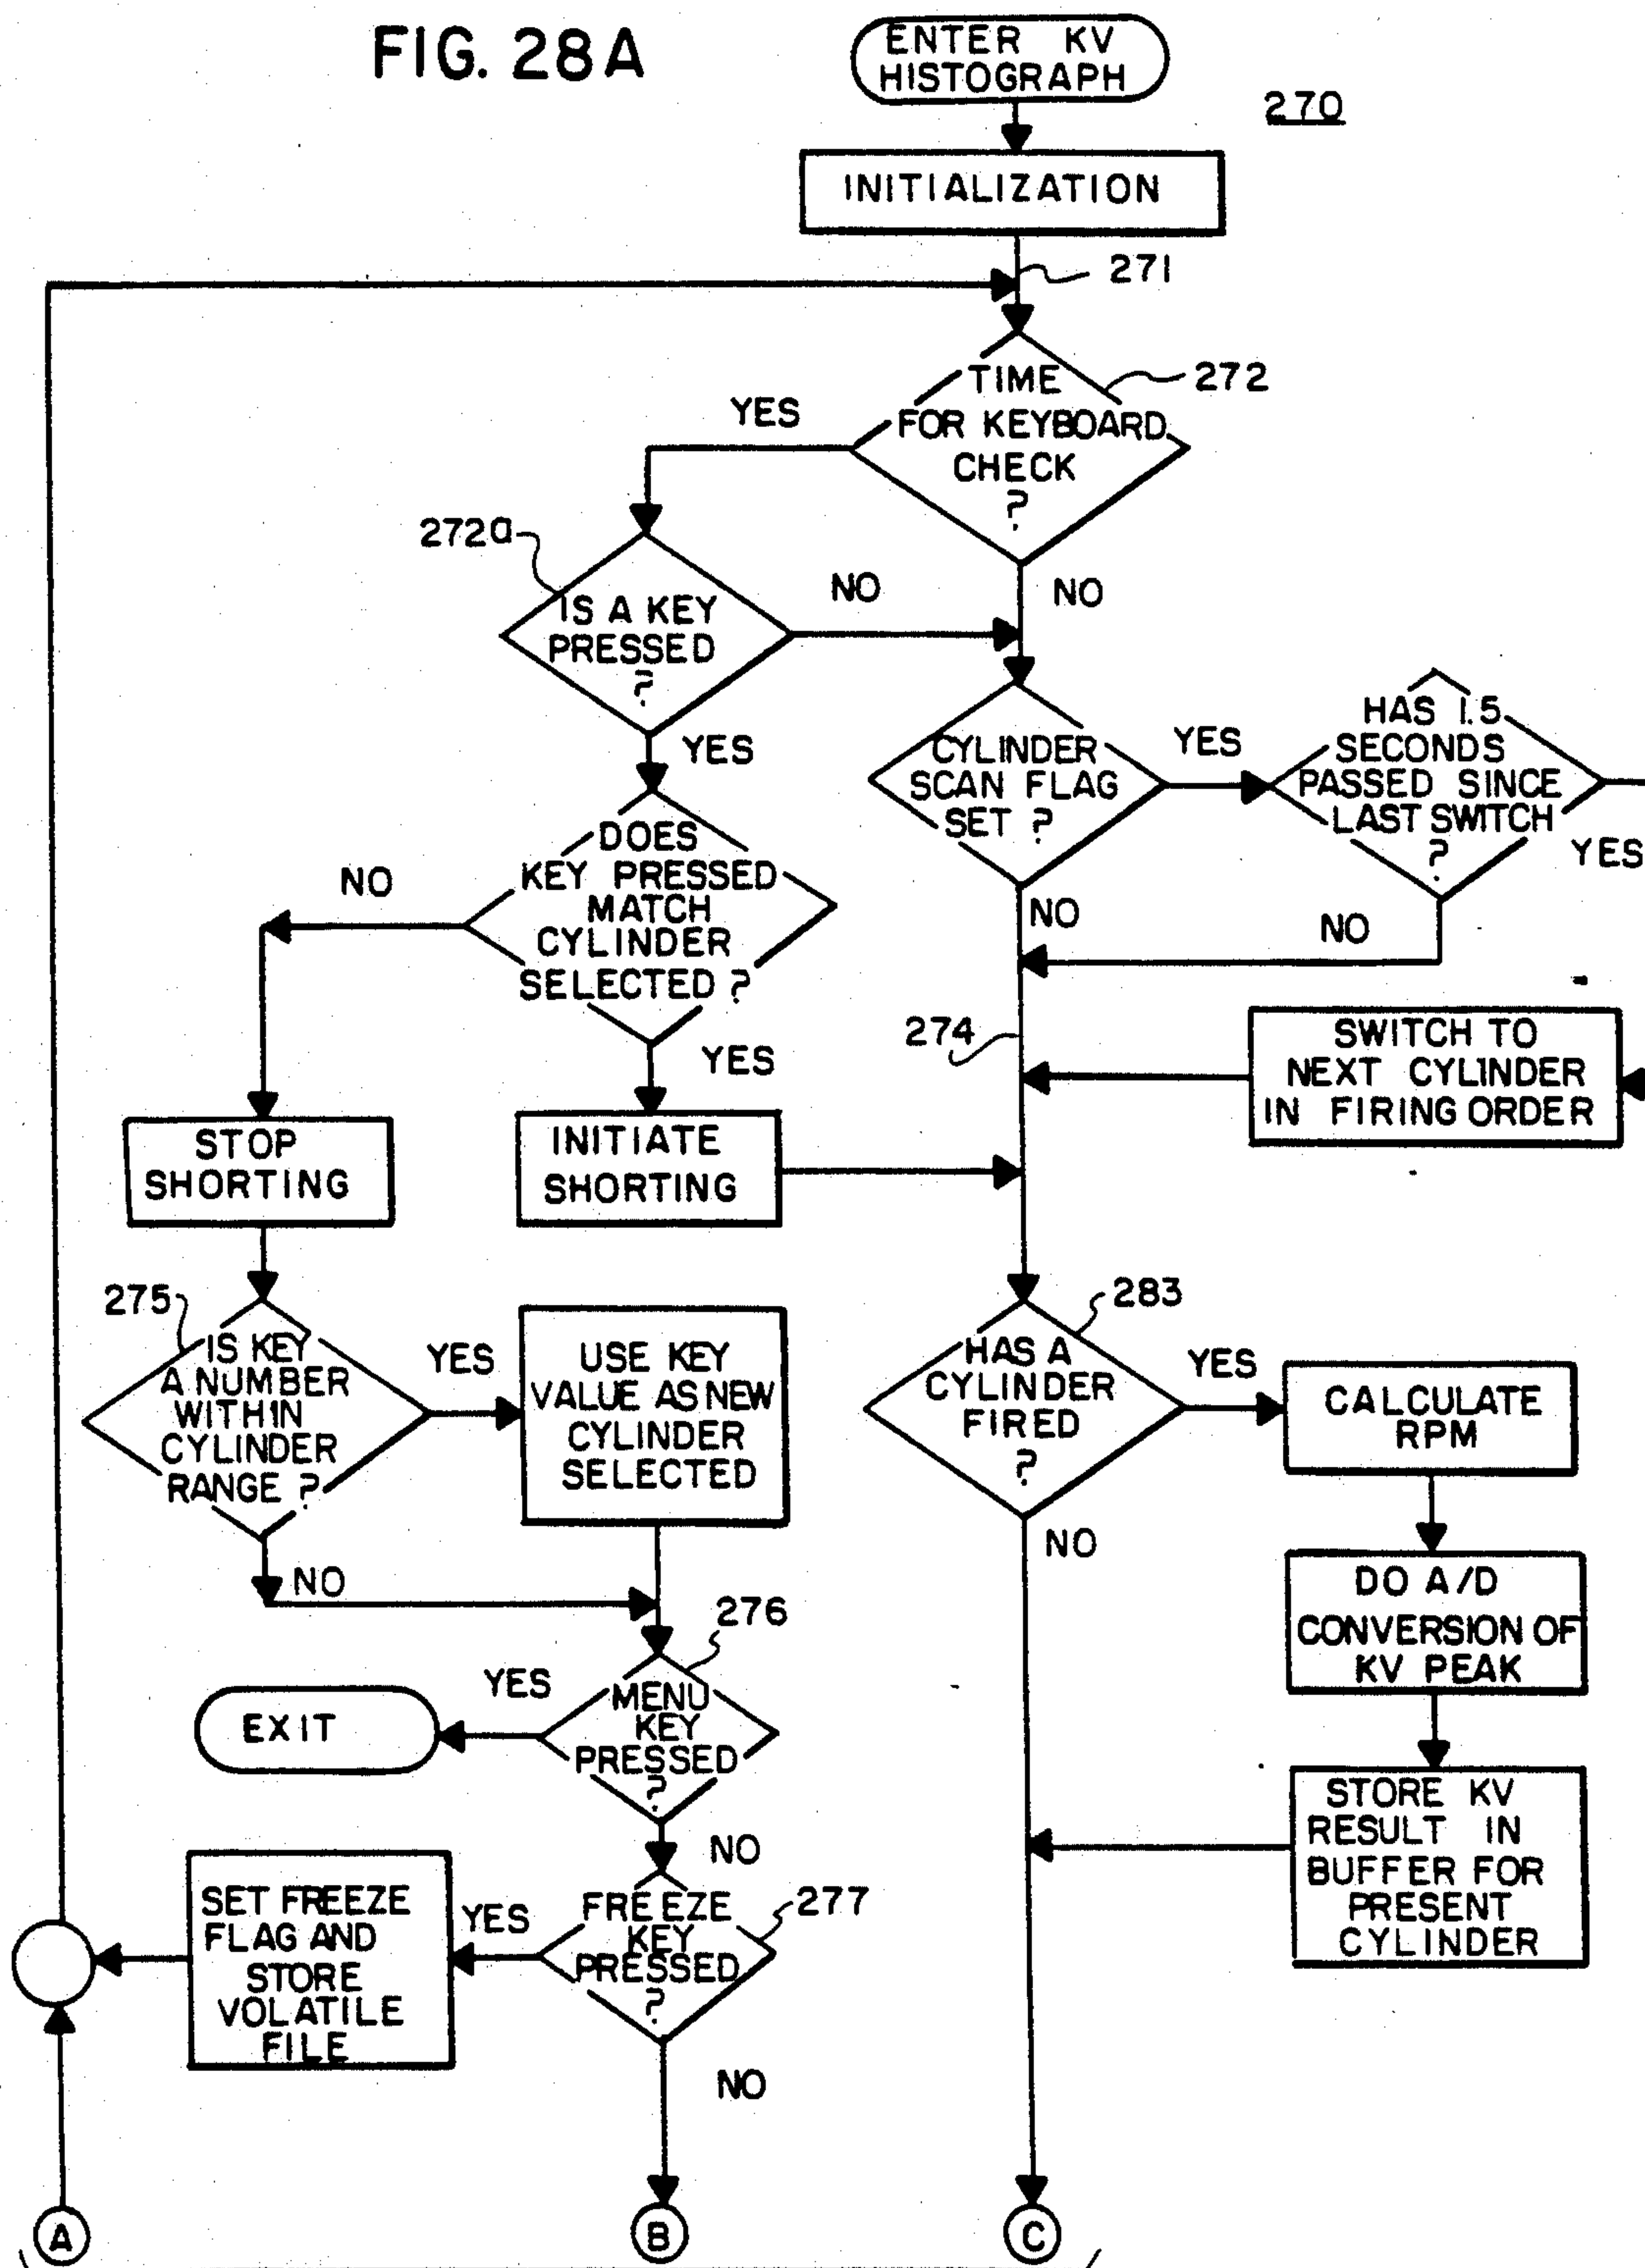 FIG. 28A
ENTER KV
HISTOGRAPH
270
INITIALIZATION
271
TIME
FOR KEYBOARD
CHECK
?
272
YES
NO
272a
IS A KEY
PRESSED
?
NO
YES
CYLINDER
SCAN FLAG
SET ?
YES
NO
HAS 1.5
SECONDS
PASSED SINCE
LAST SWITCH
?
YES
NO
DOES
KEY PRESSED
MATCH
CYLINDER
SELECTED ?
NO
YES
274
SWITCH TO
NEXT CYLINDER
IN FIRING ORDER
STOP
SHORTING
INITIATE
SHORTING
275
IS KEY
A NUMBER
WITHIN
CYLINDER
RANGE ?
YES
NO
USE KEY
VALUE AS NEW
CYLINDER
SELECTED
283
HAS A
CYLINDER
FIRED
?
YES
NO
CALCULATE
RPM
DO A/D
CONVERSION OF
KV PEAK
STORE KV
RESULT IN
BUFFER FOR
PRESENT
CYLINDER
276
MENU
KEY
PRESSED
?
YES
NO
EXIT
277
FREEZE
KEY
PRESSED
?
YES
NO
SET FREEZE
FLAG AND
STORE
VOLATILE
FILE
A
B
C